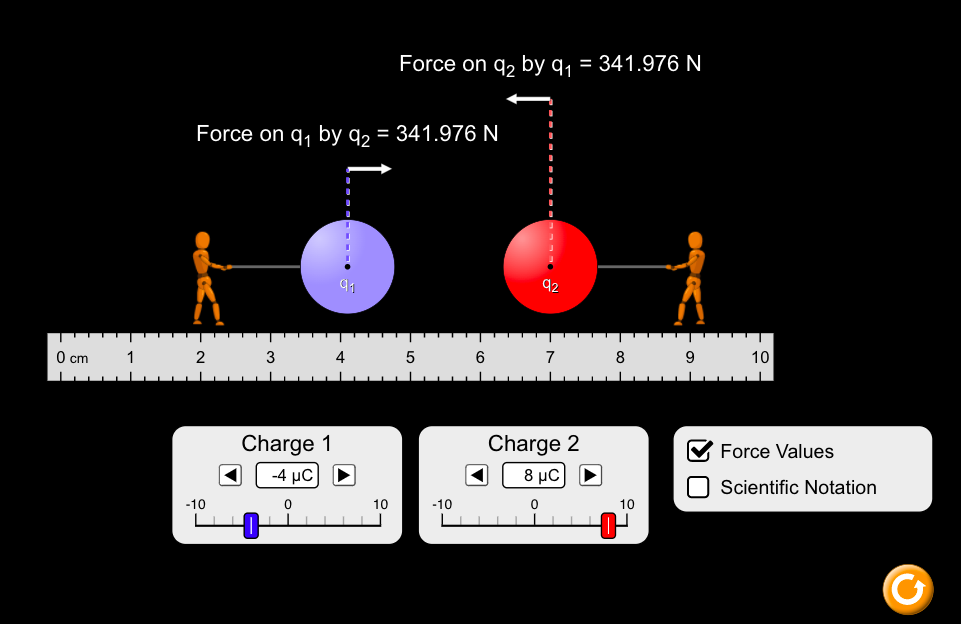 Force on q₂ by q₁ = 341.976 N
Force on q₁ by q₂ = 341.976 N
q₁
q₂
0 cm 1 2 3 4 5 6 7 8 9 10
Charge 1
-4 μC
-10 0 10
Charge 2
8 μC
-10 0 10
Force Values
Scientific Notation